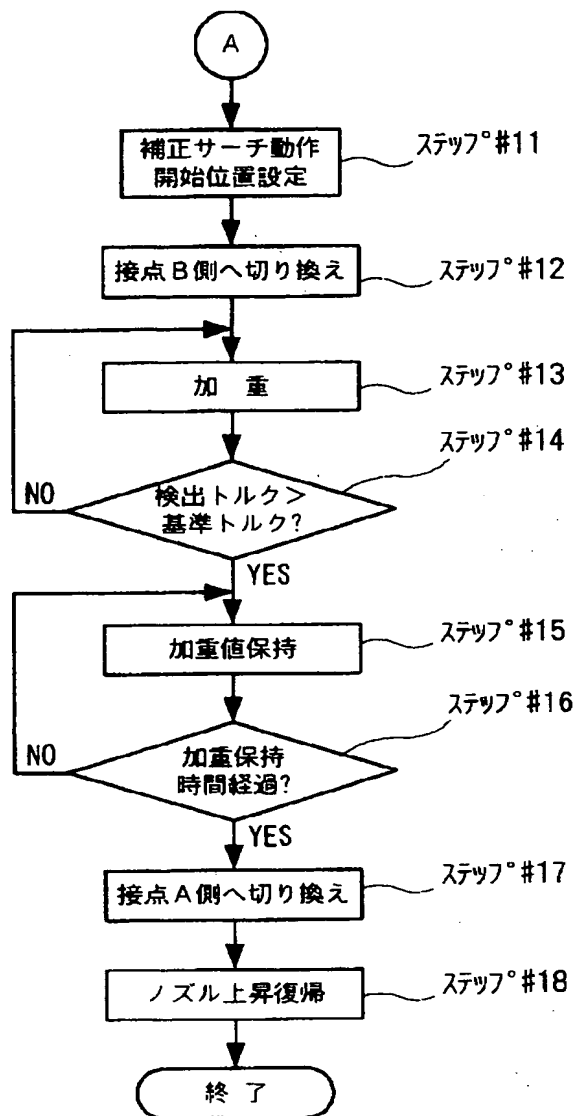 A
補正サーチ動作
開始位置設定
ステップ#11
接点B側へ切り換え
ステップ#12
加 重
ステップ#13
検出トルク>
基準トルク?
ステップ#14
NO
YES
加重値保持
ステップ#15
加重保持
時間経過?
ステップ#16
NO
YES
接点A側へ切り換え
ステップ#17
ノズル上昇復帰
ステップ#18
終 了